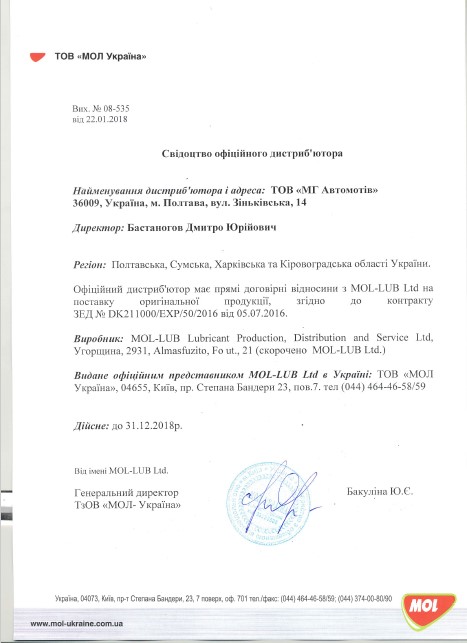 ТОВ «МОЛ Україна»
Вих. № 08-535
від 22.01.2018
Свідоцтво офіційного дистриб'ютора
Найменування дистриб'ютора і адреса: ТОВ «МГ Автомотів»
36009, Україна, м. Полтава, вул. Зіньківська, 14
Директор: Бастаногов Дмитро Юрійович
Регіон: Полтавська, Сумська, Харківська та Кіровоградська області України.
Офіційний дистриб'ютор має прямі договірні відносини з MOL-LUB Ltd на
поставку оригінальної продукції, згідно до контракту
ЗЕД № DK211000/EXP/50/2016 від 05.07.2016.
Виробник: MOL-LUB Lubricant Production, Distribution and Service Ltd,
Угорщина, 2931, Almasfuzito, Fo ut., 21 (скорочено MOL-LUB Ltd.)
Видане офіційним представником MOL-LUB Ltd в Україні: ТОВ «МОЛ
Україна», 04655, Київ, пр. Степана Бандери 23, пов.7. тел (044) 464-46-58/59
Дійсне: до 31.12.2018р.
Від імені MOL-LUB Ltd.
Генеральний директор
ТзОВ «МОЛ- Україна»
Бакуліна Ю.Є.
Україна, 04073, Київ, пр-т Степана Бандери, 23, 7 поверх, оф. 701 тел./факс: (044) 464-46-58/59; (044) 374-00-80/90
MOL
www.mol-ukraine.com.ua